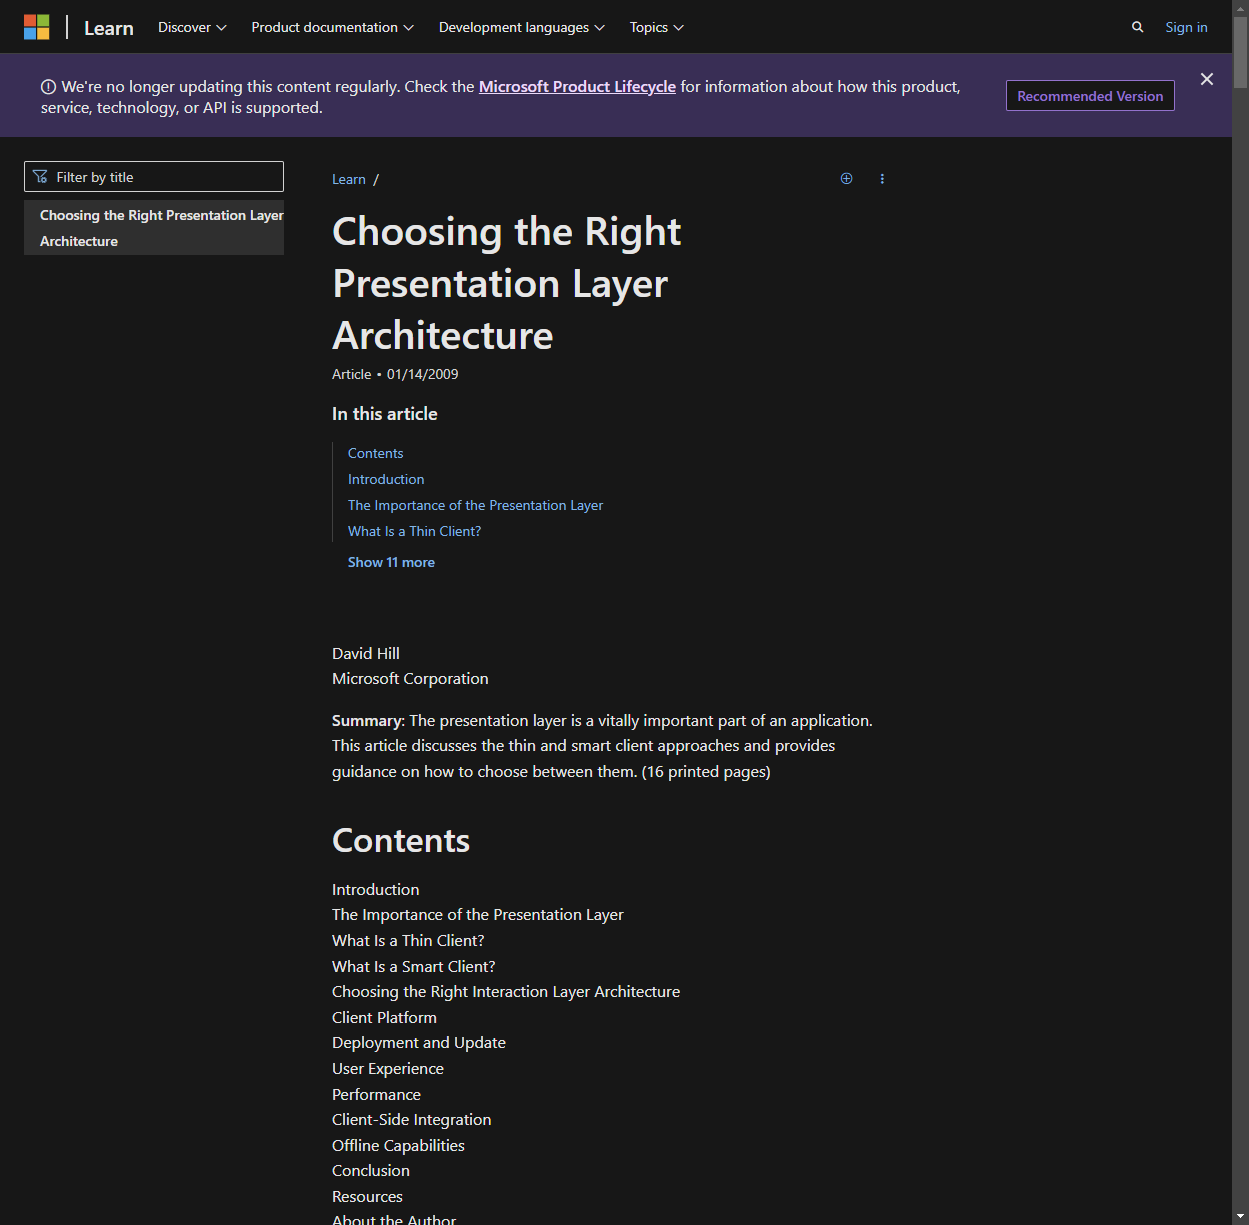 Learn Discover Product documentation Development languages Topics Sign in
We're no longer updating this content regularly. Check the Microsoft Product Lifecycle for information about how this product,
service, technology, or API is supported.
Recommended Version
Filter by title
Choosing the Right Presentation Layer
Architecture
Learn /
Choosing the Right
Presentation Layer
Architecture
Article • 01/14/2009
In this article
Contents
Introduction
The Importance of the Presentation Layer
What Is a Thin Client?
Show 11 more
David Hill
Microsoft Corporation
Summary: The presentation layer is a vitally important part of an application.
This article discusses the thin and smart client approaches and provides
guidance on how to choose between them. (16 printed pages)
Contents
Introduction
The Importance of the Presentation Layer
What Is a Thin Client?
What Is a Smart Client?
Choosing the Right Interaction Layer Architecture
Client Platform
Deployment and Update
User Experience
Performance
Client-Side Integration
Offline Capabilities
Conclusion
Resources
About the Author